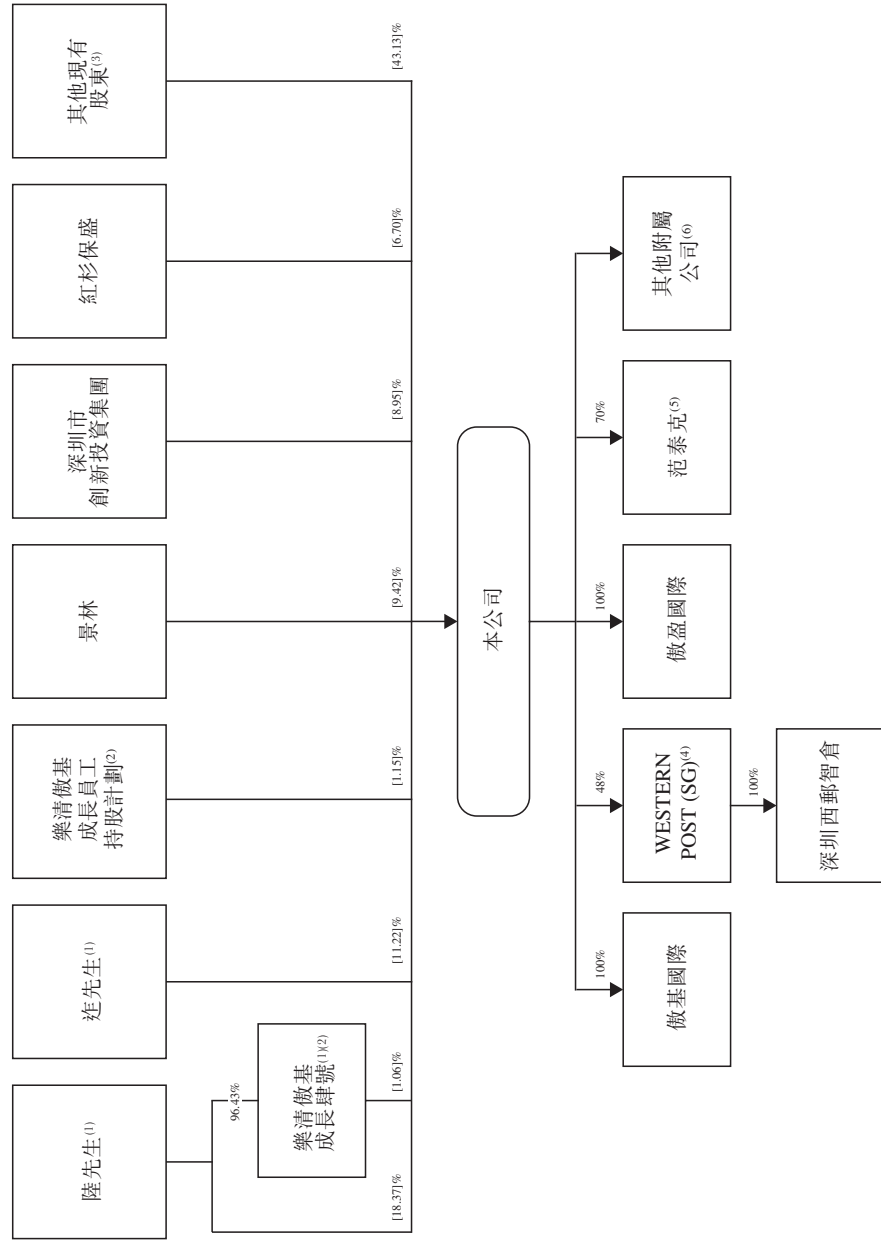 陸先生(1)
迮先生(1)
樂清傲基
成長員工
持股計劃(2)
景林
深圳市
創新投資集團
紅杉保盛
其他現有
股東(3)
96.43%
樂清傲基
成長肆號(1)(2)
[18.37]%
[1.06]%
[11.22]%
[1.15]%
[9.42]%
[8.95]%
[6.70]%
[43.13]%
本公司
100%
48%
100%
70%
傲基國際
WESTERN
POST (SG)(4)
傲盈國際
范泰克(5)
其他附屬
公司(6)
100%
深圳西郵智倉